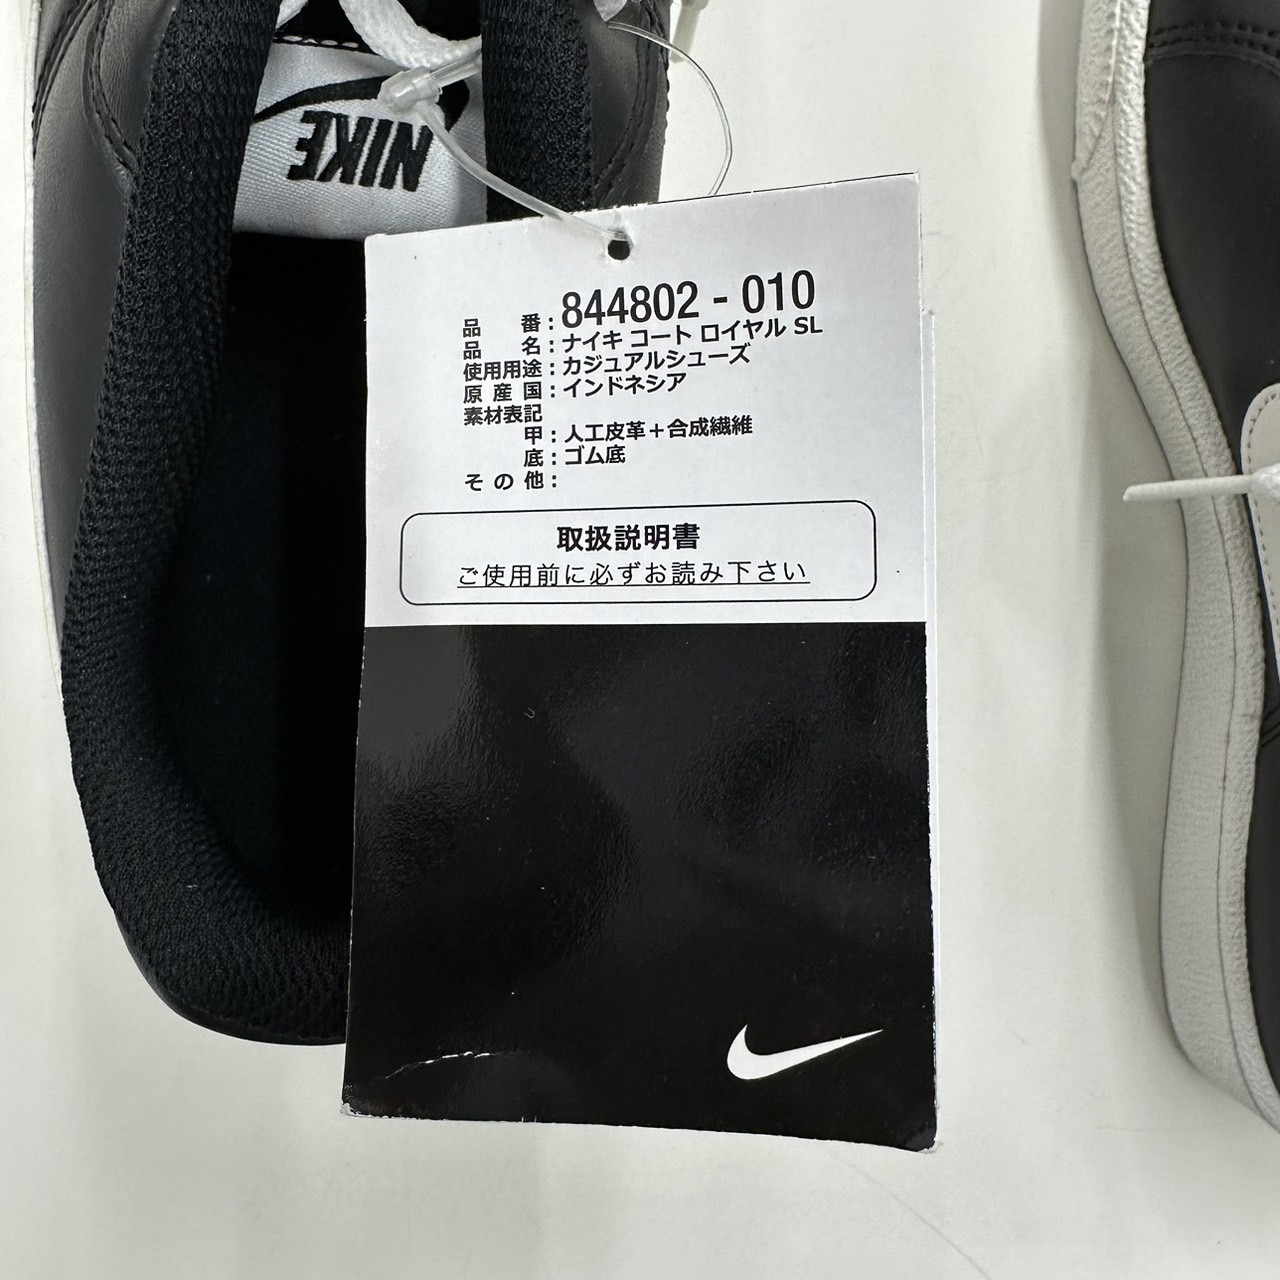 NIKE
品 番：844802 - 010
品 名：ナイキ コート ロイヤル SL
使用用途：カジュアルシューズ
原産国：インドネシア
素材表記
甲：人工皮革＋合成繊維
底：ゴム底
その他：
取扱説明書
ご使用前に必ずお読み下さい